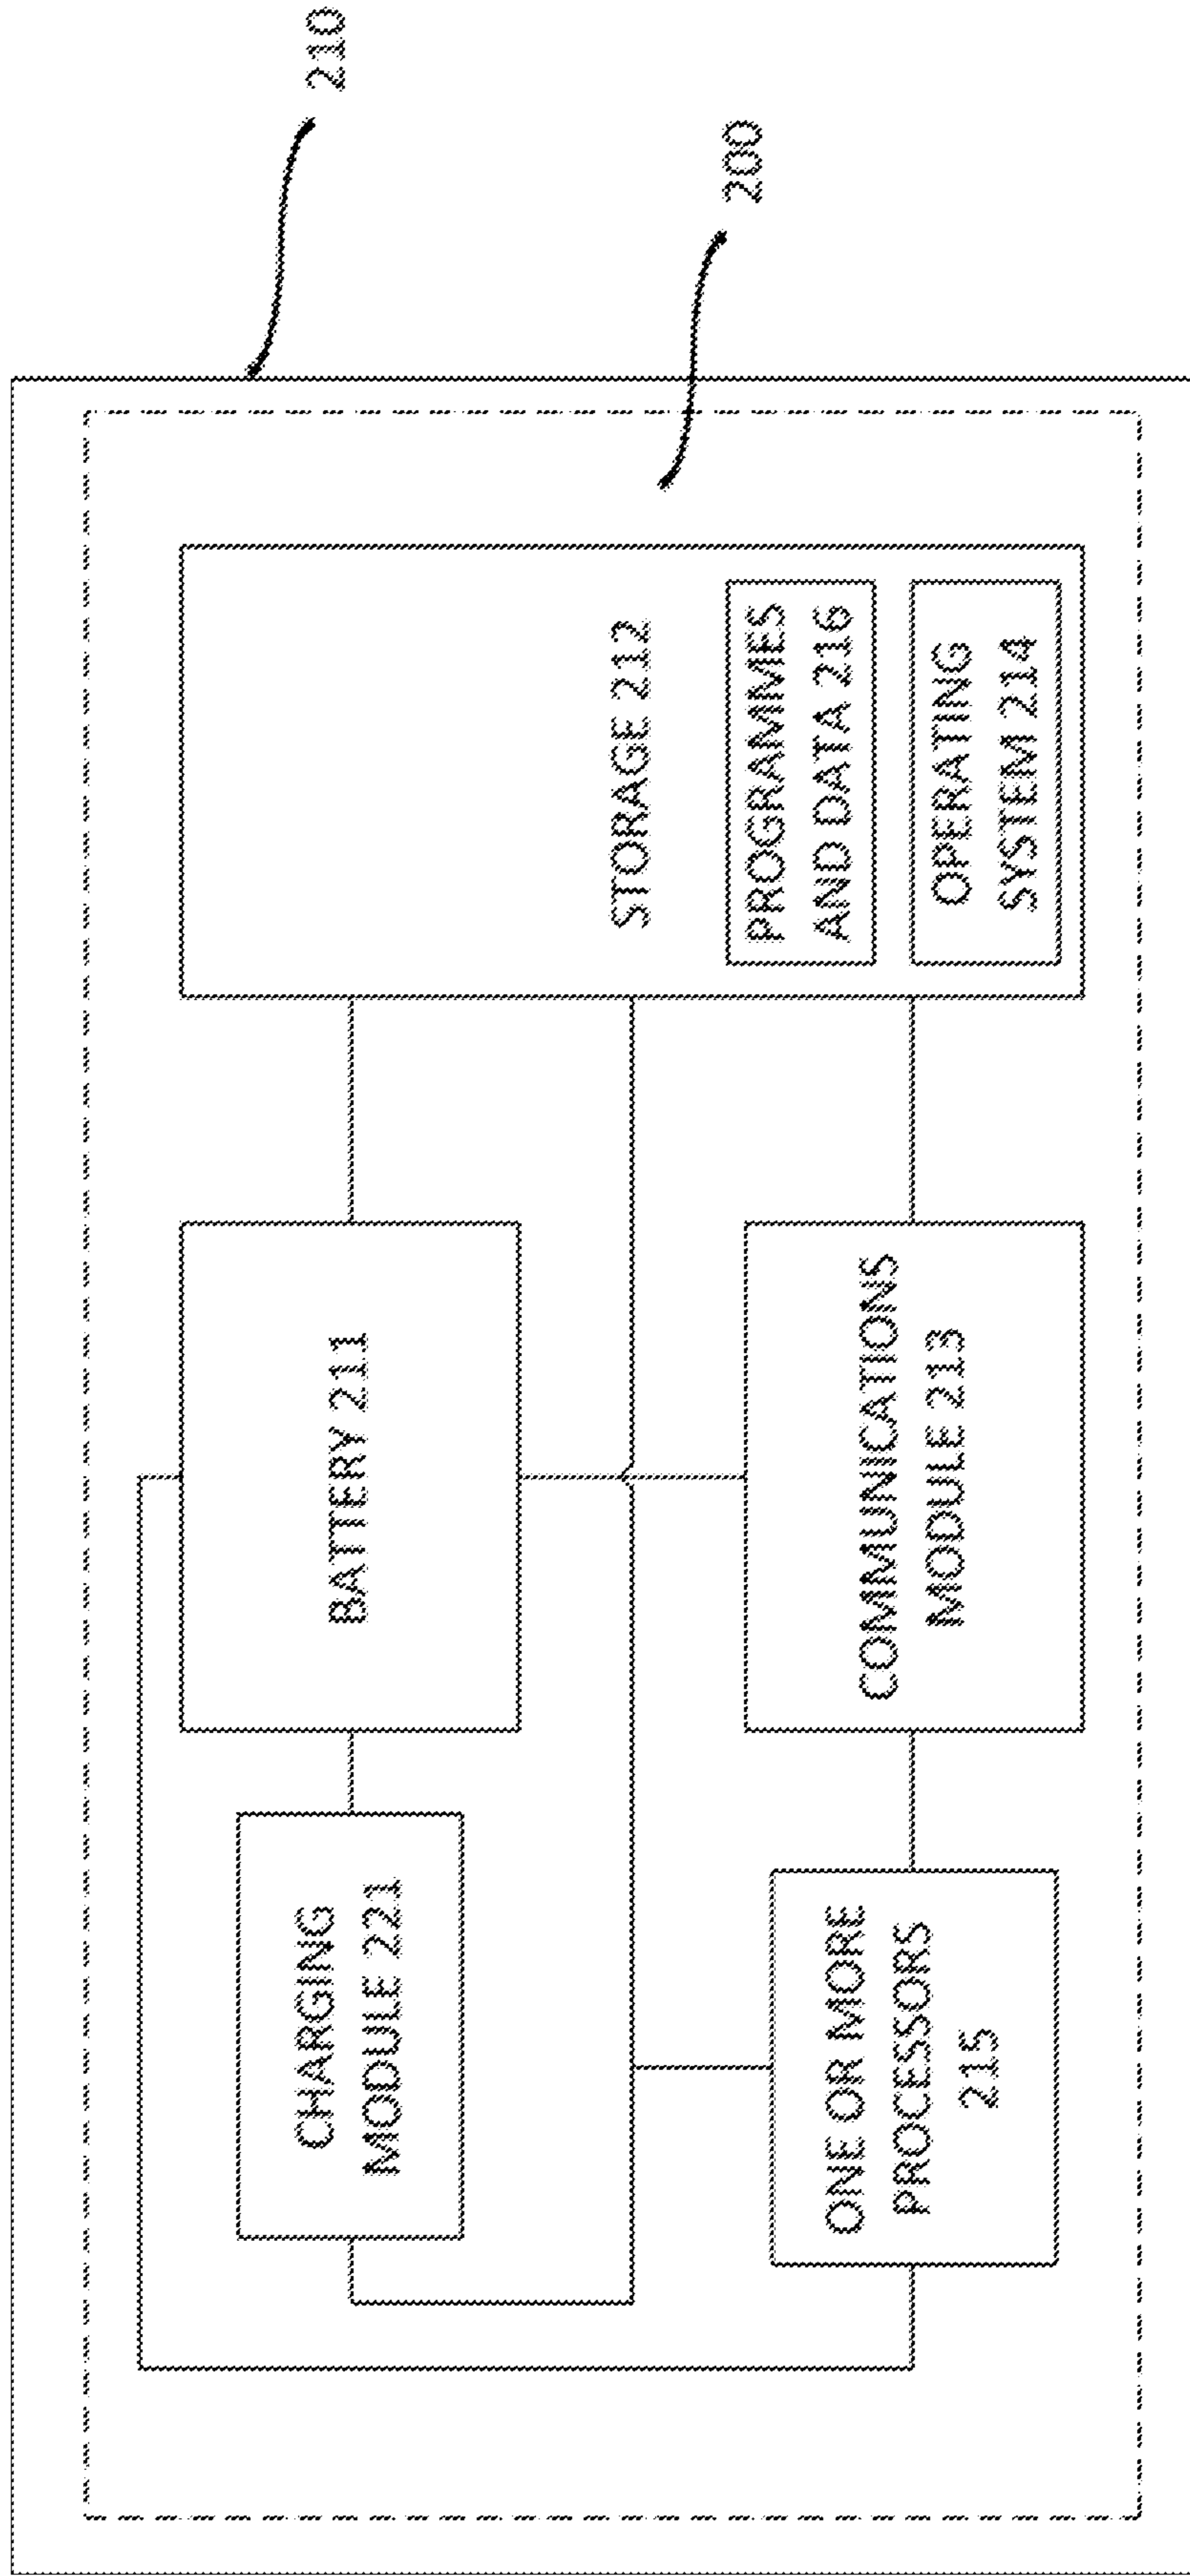 210
200
CHARGING
MODULE 221
BATTERY 211
STORAGE 212
PROGRAMMES
AND DATA 216
OPERATING
SYSTEM 214
ONE OR MORE
PROCESSORS
215
COMMUNICATIONS
MODULE 213